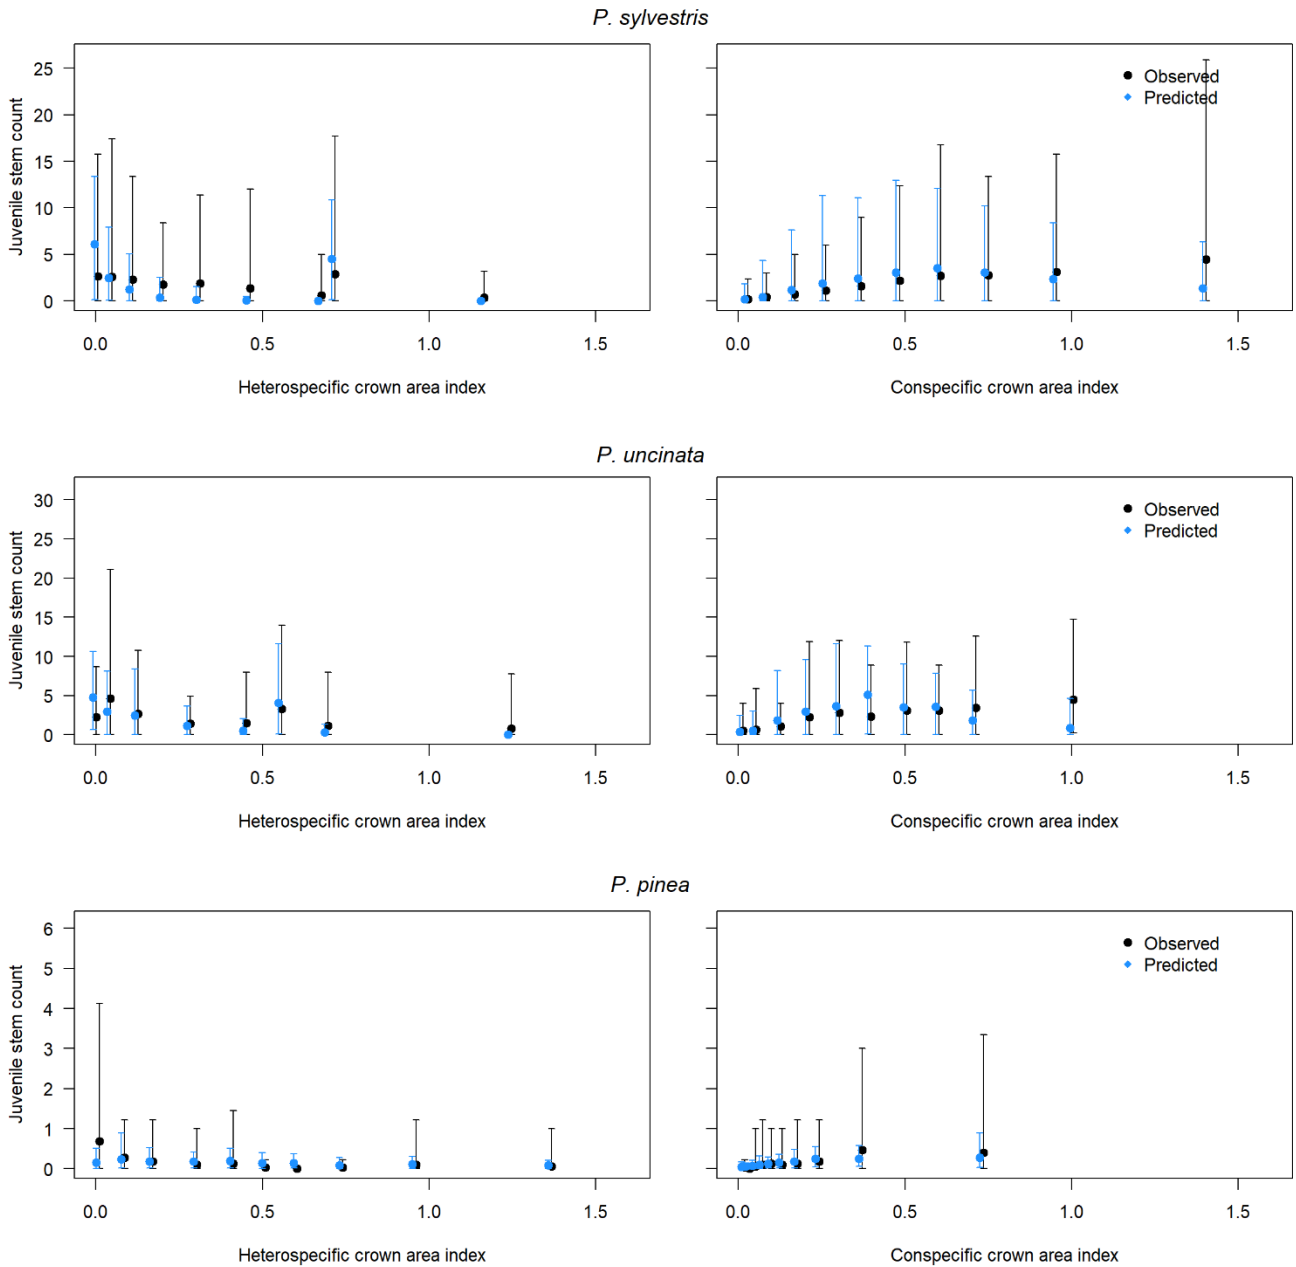 P. sylvestris
Juvenile stem count
25
20
15
10
5
0
0.0 0.5 1.0 1.5
Heterospecific crown area index
Observed
Predicted
0.0 0.5 1.0 1.5
Conspecific crown area index
P. uncinata
Juvenile stem count
30
25
20
15
10
5
0
0.0 0.5 1.0 1.5
Heterospecific crown area index
Observed
Predicted
0.0 0.5 1.0 1.5
Conspecific crown area index
P. pinea
Juvenile stem count
6
5
4
3
2
1
0
0.0 0.5 1.0 1.5
Heterospecific crown area index
Observed
Predicted
0.0 0.5 1.0 1.5
Conspecific crown area index